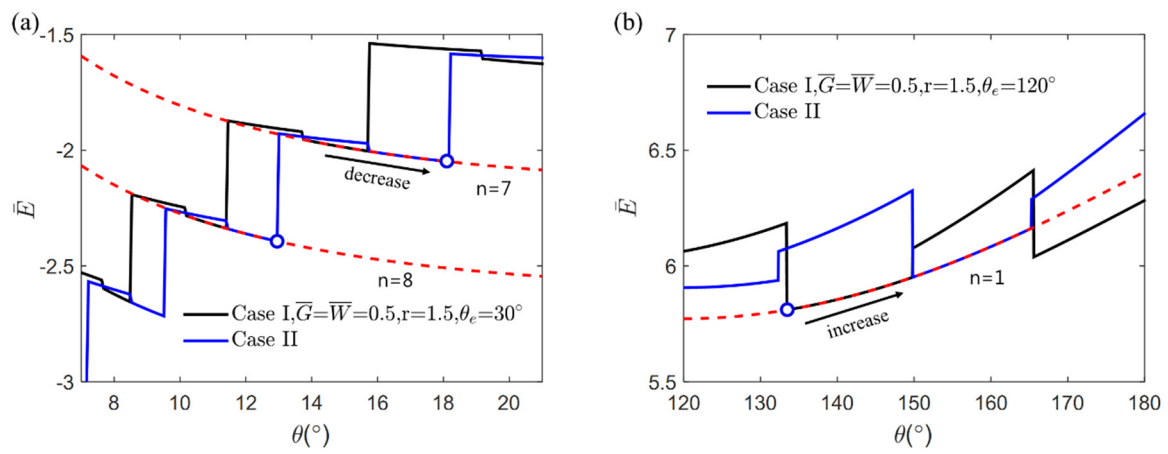 (a)
-1.5
-2
-2.5
-3
Ē
decrease
n=7
n=8
Case I,G̅=W̅=0.5,r=1.5,θₑ=30°
Case II
8 10 12 14 16 18 20
θ(°)
(b)
7
6.5
6
5.5
Ē
Case I,G̅=W̅=0.5,r=1.5,θₑ=120°
Case II
n=1
increase
120 130 140 150 160 170 180
θ(°)